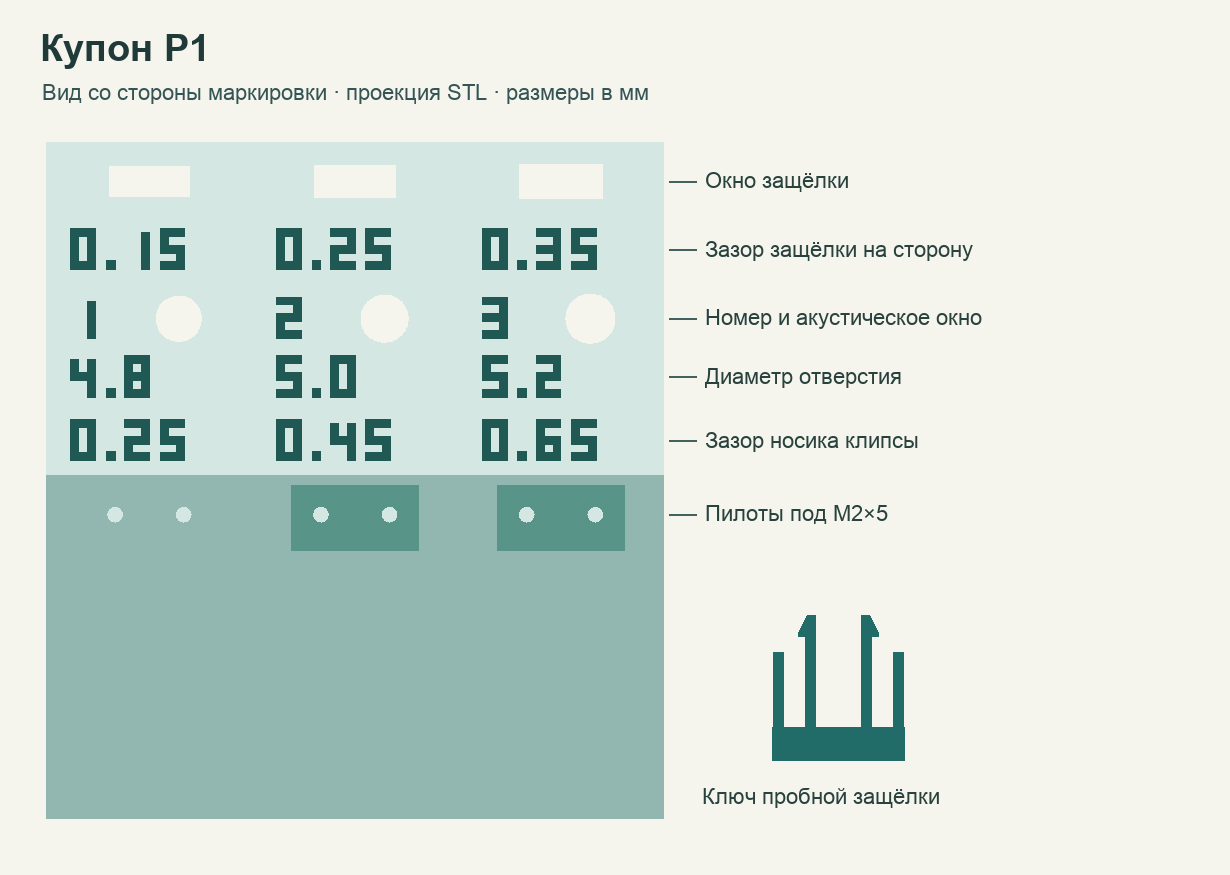 Купон P1
Вид со стороны маркировки · проекция STL · размеры в мм
Окно защёлки
0.15 0.25 0.35 Зазор защёлки на сторону
1 2 3 Номер и акустическое окно
4.8 5.0 5.2 Диаметр отверстия
0.25 0.45 0.65 Зазор носика клипсы
Пилоты под M2×5
Ключ пробной защёлки